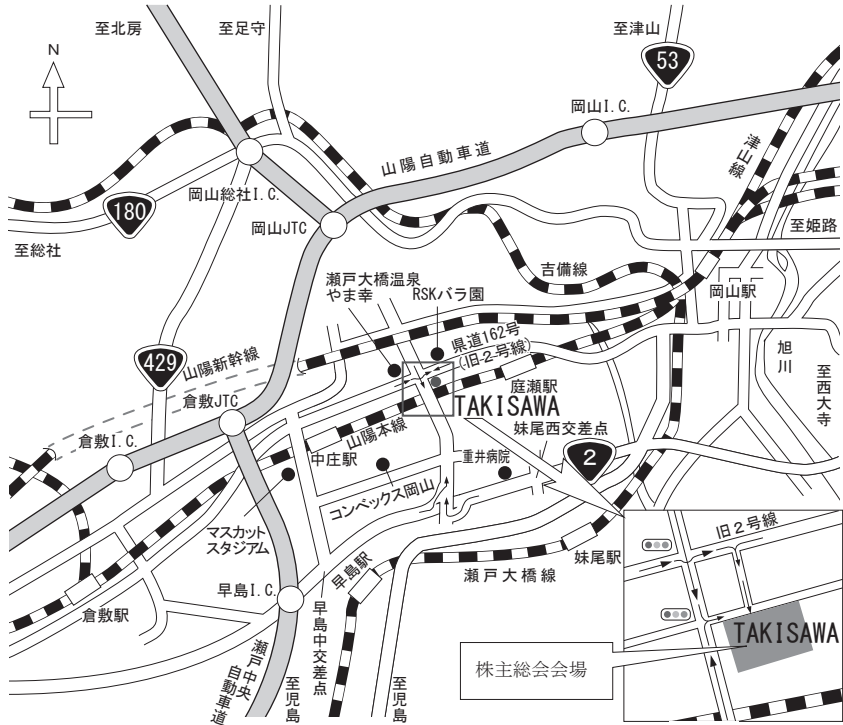 至北房
至足守
至津山
N
53
岡山I.C.
山陽自動車道
津山線
岡山総社I.C.
180
岡山JTC
至総社
至姫路
吉備線
瀬戸大橋温泉
やま幸
RSKバラ園
岡山駅
県道162号
(旧2号線)
山陽新幹線
429
旭川
至西大寺
庭瀬駅
倉敷JTC
TAKISAWA
山陽本線
妹尾西交差点
倉敷I.C.
中庄駅
重井病院
2
コンベックス岡山
マスカット
スタジアム
旧2号線
早島駅
妹尾駅
瀬戸大橋線
早島I.C.
倉敷駅
早島中交差点
TAKISAWA
株主総会会場
瀬戸中央
自動車道
至児島
至児島